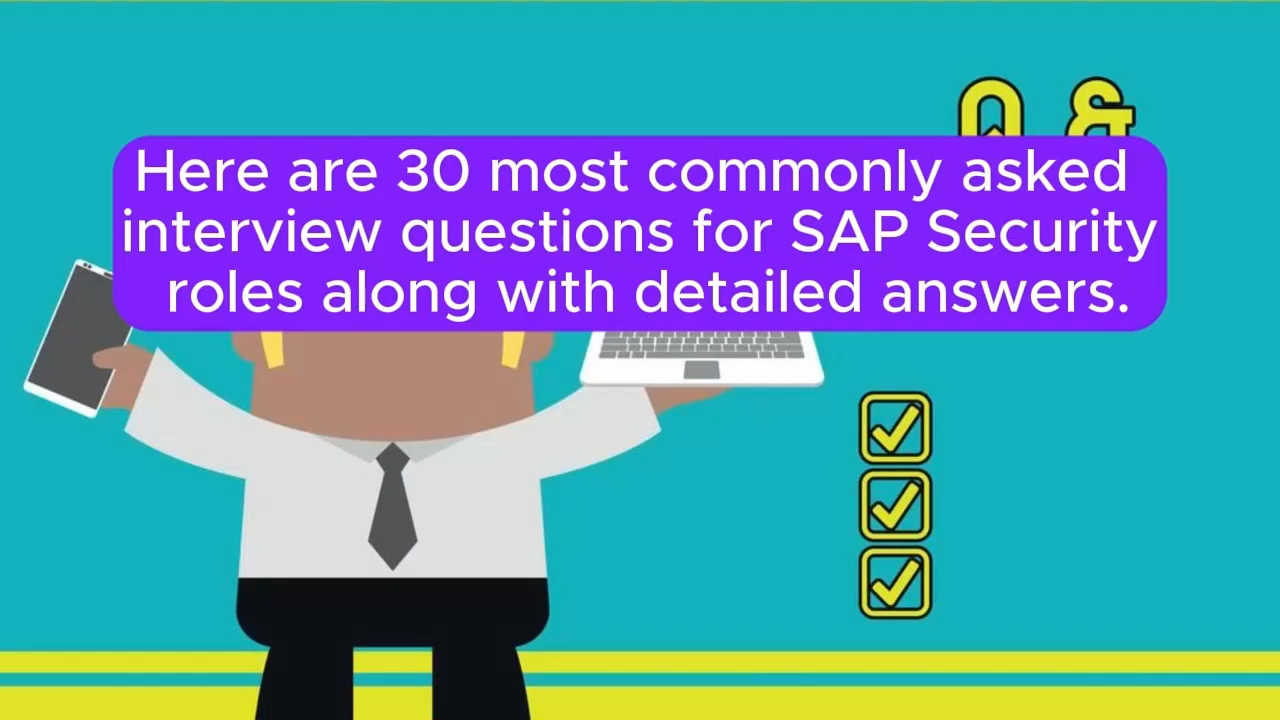 Q &
Here are 30 most commonly asked
interview questions for SAP Security
roles along with detailed answers.